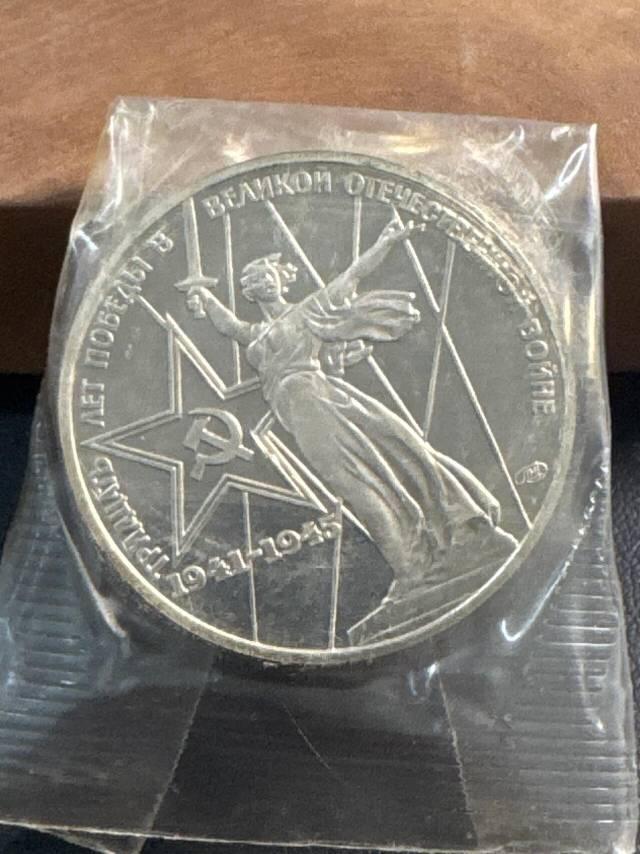 ТРИДЦАТЬ ЛЕТ ПОБЕДЫ В ВЕЛИКОЙ ОТЕЧЕСТВЕННОЙ ВОЙНЕ
1941-1945